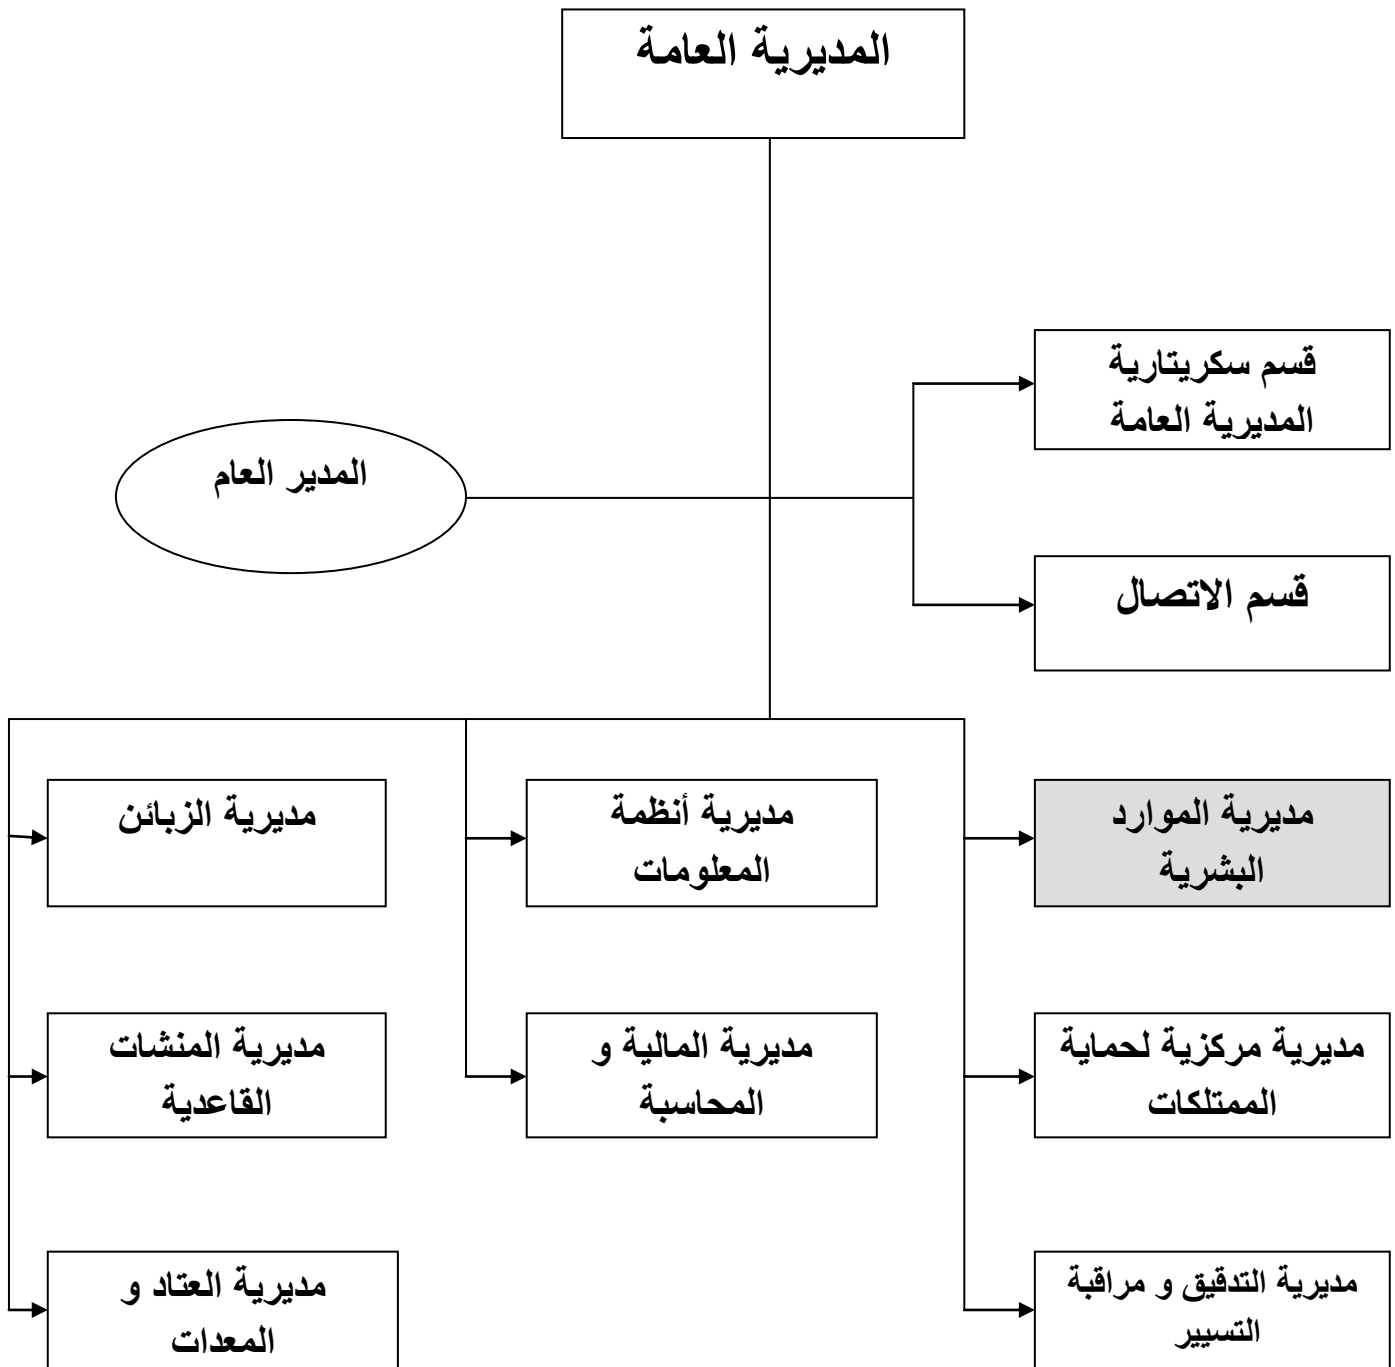 المديرية العامة
قسم سكريتارية
المديرية العامة
المدير العام
قسم الاتصال
مديرية الموارد
البشرية
مديرية أنظمة
المعلومات
مديرية الزبائن
مديرية مركزية لحماية
الممتلكات
مديرية المالية و
المحاسبة
مديرية المنشات
القاعدية
مديرية التدقيق و مراقبة
التسيير
مديرية العتاد و
المعدات